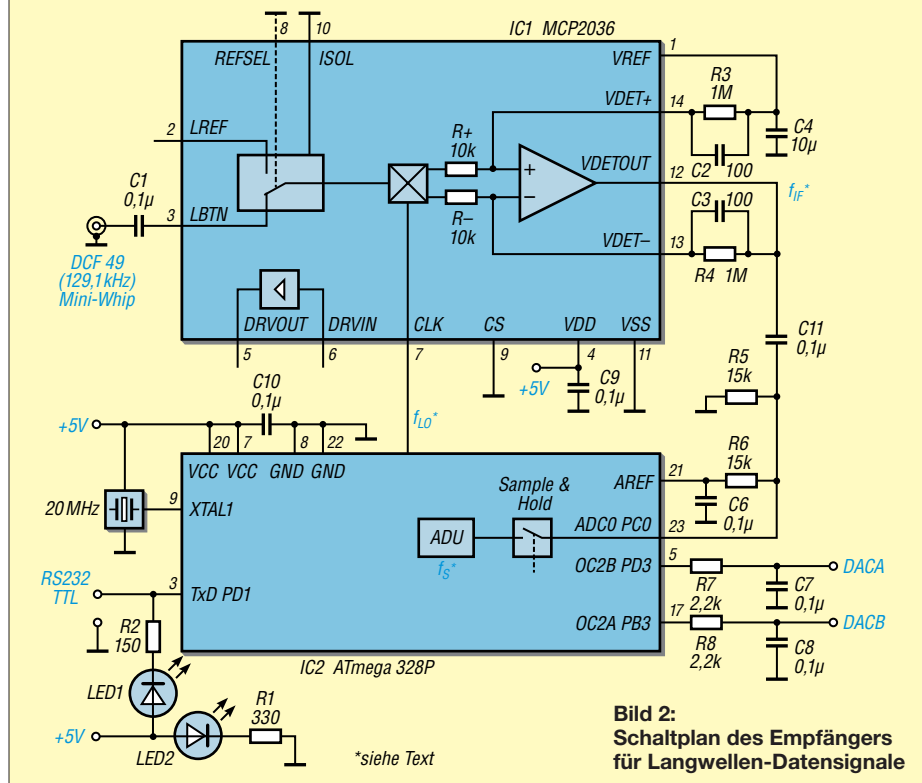 IC1 MCP2036
8
10
REFSEL
ISOL
VREF
1
R3
1M
VDET+
14
2
LREF
R+
10k
C4
10µ
VDETOUT
12
C2
100
C1
0,1µ
R–
10k
C3
100
f_IF*
3
LBTN
VDET–
13
R4
1M
DCF 49
(129,1kHz)
Mini-Whip
DRVOUT
DRVIN
CLK
CS
VDD
VSS
5
6
7
9
4
11
C11
0,1µ
C10
0,1µ
+5V
C9
0,1µ
R5
15k
+5V
f_LO*
20
7
8
22
VCC
VCC
GND
GND
AREF
21
R6
15k
Sample &
Hold
C6
0,1µ
20 MHz
9
XTAL1
ADU
ADC0 PC0
23
f_S*
OC2B PD3
5
DACA
RS232
TTL
3
TxD PD1
R7
2,2k
C7
0,1µ
R2
150
OC2A PB3
17
DACB
R8
2,2k
C8
0,1µ
IC2 ATmega 328P
LED1
R1
330
+5V
LED2
*siehe Text
Bild 2:
Schaltplan des Empfängers
für Langwellen-Datensignale